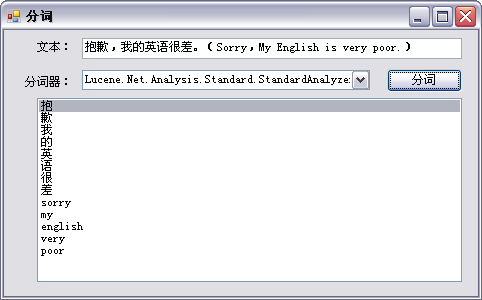 分词
文本： 抱歉，我的英语很差。(Sorry,My English is very poor.)
分词器： Lucene.Net.Analysis.Standard.StandardAnalyze 分词
抱
歉
我
的
英
语
很
差
sorry
my
english
very
poor